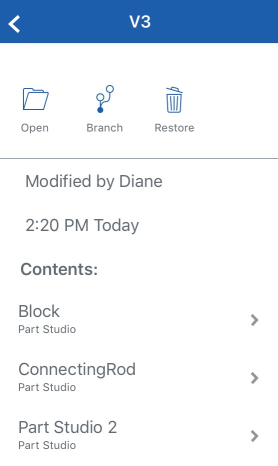 V3
Open Branch Restore
Modified by Diane
2:20 PM Today
Contents:
Block
Part Studio
ConnectingRod
Part Studio
Part Studio 2
Part Studio